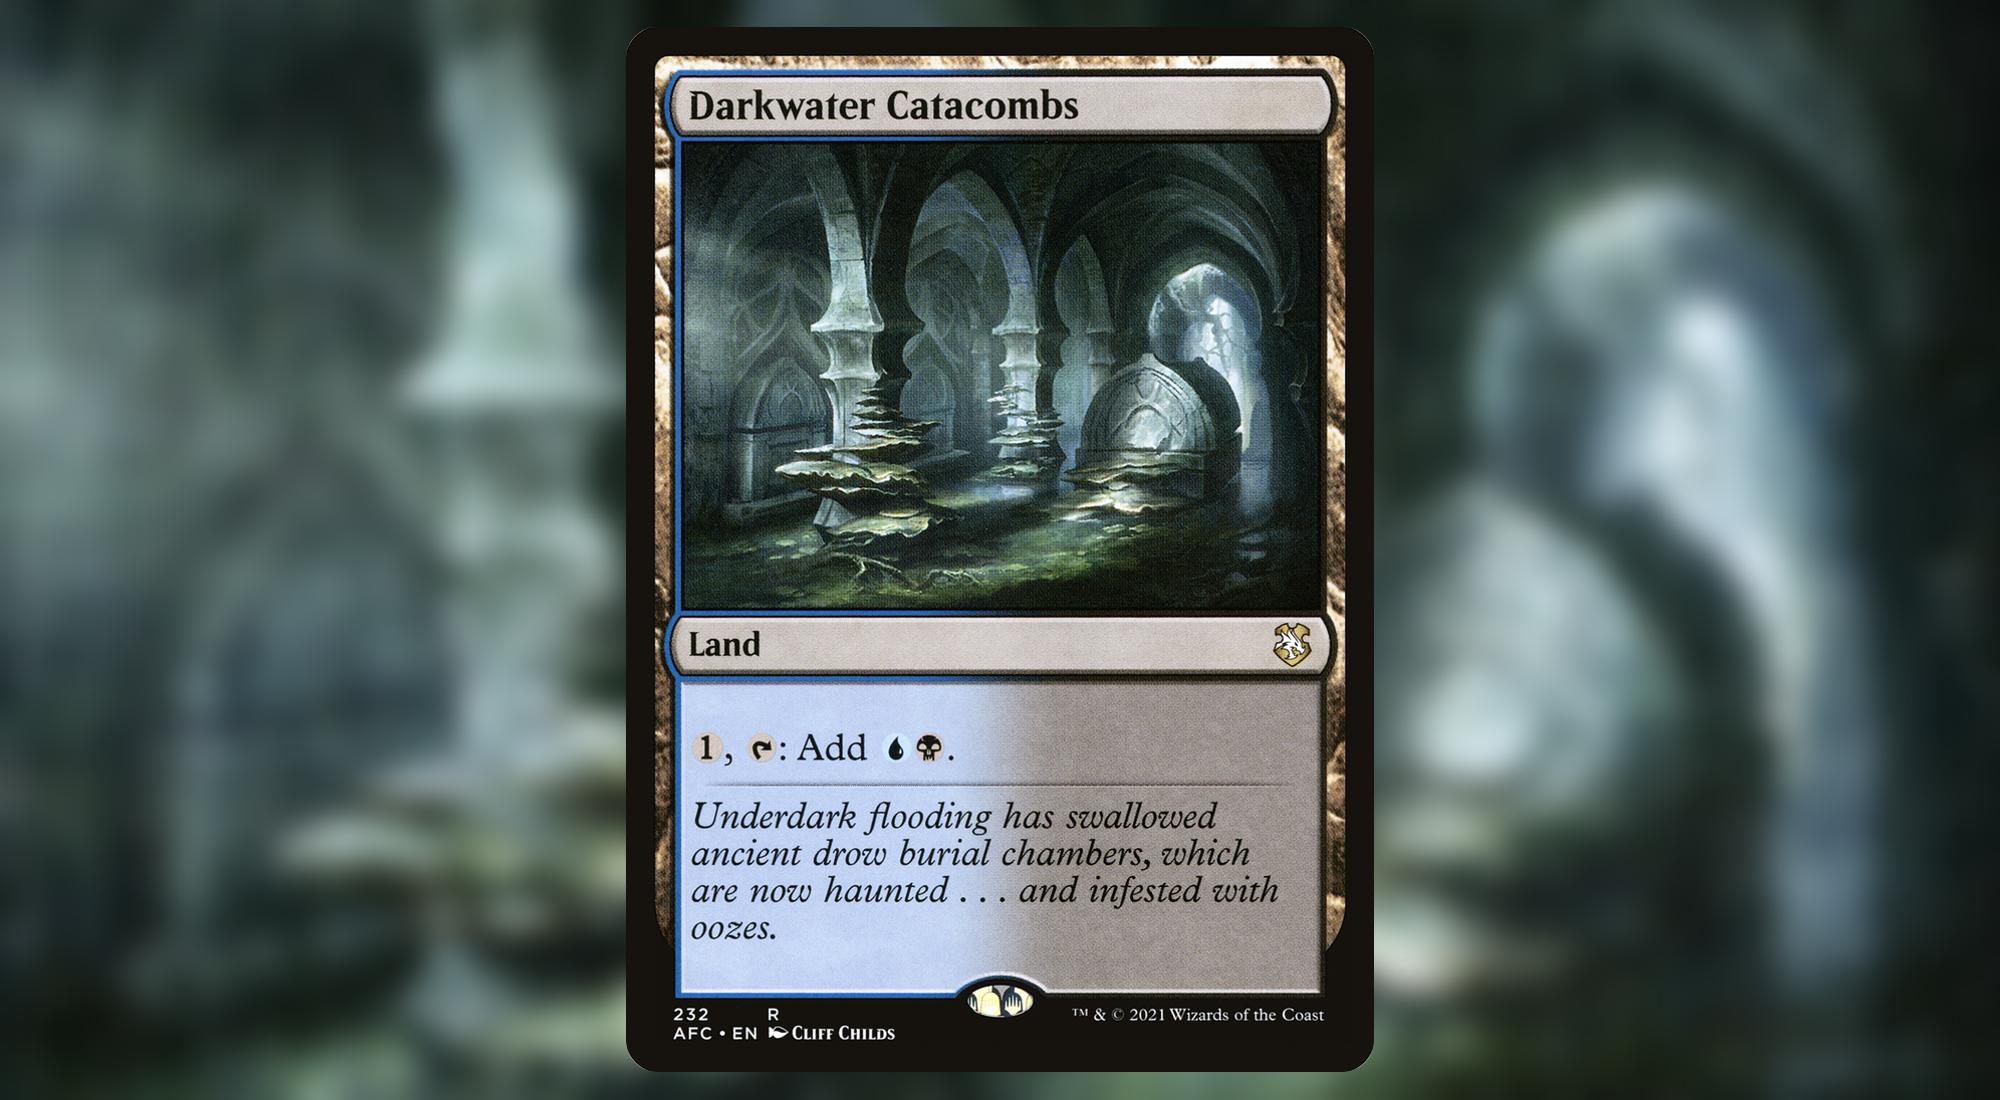 Darkwater Catacombs
Land
1, : Add .
Underdark flooding has swallowed
ancient drow burial chambers, which
are now haunted . . . and infested with
oozes.
232 R
AFC • EN CLIFF CHILDS
™ & © 2021 Wizards of the Coast